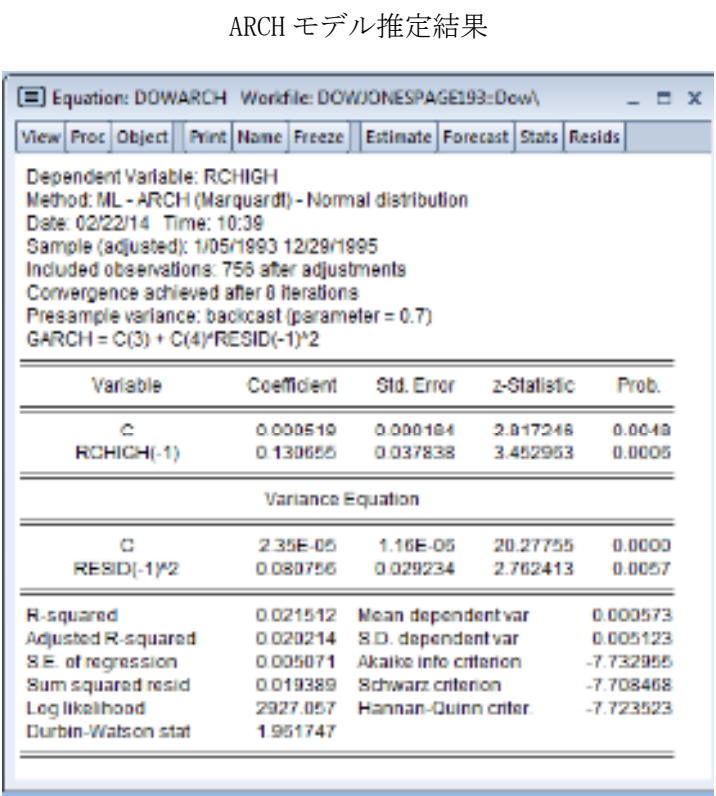 ARCHモデル推定結果
Equation: DOWARCH Workfile: DOWJONESPAGE193::Dow\
View Proc Object Print Name Freeze Estimate Forecast Stats Resids
Dependent Variable: RCHIGH
Method: ML - ARCH (Marquardt) - Normal distribution
Date: 02/22/14 Time: 10:39
Sample (adjusted): 1/05/1993 12/29/1995
Included observations: 756 after adjustments
Convergence achieved after 8 iterations
Presample variance: backcast (parameter = 0.7)
GARCH = C(3) + C(4)*RESID(-1)^2
Variable Coefficient Std. Error z-Statistic Prob.
C 0.000519 0.000184 2.817246 0.0048
RCHIGH(-1) 0.130655 0.037838 3.452963 0.0006
Variance Equation
C 2.35E-05 1.16E-06 20.27755 0.0000
RESID(-1)^2 0.080756 0.029234 2.762413 0.0057
R-squared 0.021512 Mean dependent var 0.000573
Adjusted R-squared 0.020214 S.D. dependent var 0.005123
S.E. of regression 0.005071 Akaike info criterion -7.732955
Sum squared resid 0.019389 Schwarz criterion -7.708468
Log likelihood 2927.057 Hannan-Quinn criter. -7.723523
Durbin-Watson stat 1.951747